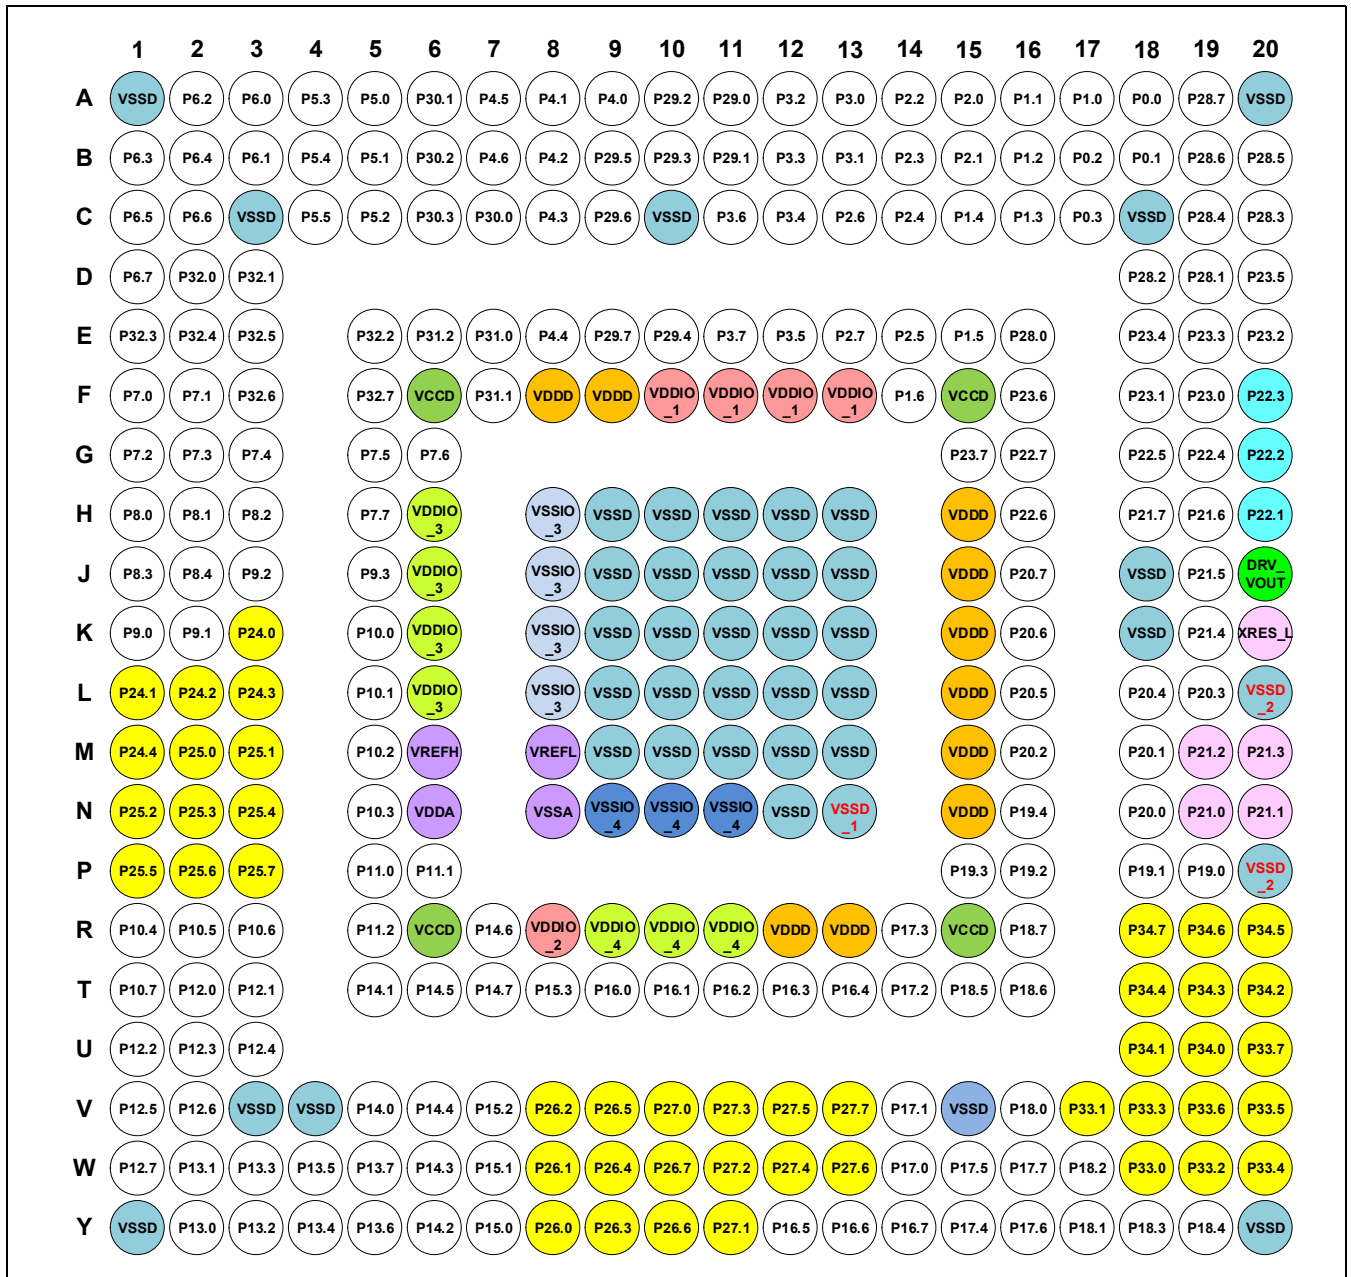 1 2 3 4 5 6 7 8 9 10 11 12 13 14 15 16 17 18 19 20
A VSSD P6.2 P6.0 P5.3 P5.0 P30.1 P4.5 P4.1 P4.0 P29.2 P29.0 P3.2 P3.0 P2.2 P2.0 P1.1 P1.0 P0.0 P28.7 VSSD
B P6.3 P6.4 P6.1 P5.4 P5.1 P30.2 P4.6 P4.2 P29.5 P29.3 P29.1 P3.3 P3.1 P2.3 P2.1 P1.2 P0.2 P0.1 P28.6 P28.5
C P6.5 P6.6 VSSD P5.5 P5.2 P30.3 P30.0 P4.3 P29.6 VSSD P3.6 P3.4 P2.6 P2.4 P1.4 P1.3 P0.3 VSSD P28.4 P28.3
D P6.7 P32.0 P32.1 P28.2 P28.1 P23.5
E P32.3 P32.4 P32.5 P32.2 P31.2 P31.0 P4.4 P29.7 P29.4 P3.7 P3.5 P2.7 P2.5 P1.5 P28.0 P23.4 P23.3 P23.2
F P7.0 P7.1 P32.6 P32.7 VCCD P31.1 VDDD VDDD VDDIO_1 VDDIO_1 VDDIO_1 VDDIO_1 P1.6 VCCD P23.6 P23.1 P23.0 P22.3
G P7.2 P7.3 P7.4 P7.5 P7.6 P23.7 P22.7 P22.5 P22.4 P22.2
H P8.0 P8.1 P8.2 P7.7 VDDIO_3 VSSIO_3 VSSD VSSD VSSD VSSD VSSD VDDD P22.6 P21.7 P21.6 P22.1
J P8.3 P8.4 P9.2 P9.3 VDDIO_3 VSSIO_3 VSSD VSSD VSSD VSSD VSSD VDDD P20.7 VSSD P21.5 DRV_VOUT
K P9.0 P9.1 P24.0 P10.0 VDDIO_3 VSSIO_3 VSSD VSSD VSSD VSSD VSSD VDDD P20.6 VSSD P21.4 XRES_L
L P24.1 P24.2 P24.3 P10.1 VDDIO_3 VSSIO_3 VSSD VSSD VSSD VSSD VSSD VDDD P20.5 P20.4 P20.3 VSSD_2
M P24.4 P25.0 P25.1 P10.2 VREFH VREFL VSSD VSSD VSSD VSSD VSSD VDDD P20.2 P20.1 P21.2 P21.3
N P25.2 P25.3 P25.4 P10.3 VDDA VSSA VSSIO_4 VSSIO_4 VSSIO_4 VSSD VSSD_1 VDDD P19.4 P20.0 P21.0 P21.1
P P25.5 P25.6 P25.7 P11.0 P11.1 P19.3 P19.2 P19.1 P19.0 VSSD_2
R P10.4 P10.5 P10.6 P11.2 VCCD P14.6 VDDIO_2 VDDIO_4 VDDIO_4 VDDIO_4 VDDD VDDD P17.3 VCCD P18.7 P34.7 P34.6 P34.5
T P10.7 P12.0 P12.1 P14.1 P14.5 P14.7 P15.3 P16.0 P16.1 P16.2 P16.3 P16.4 P17.2 P18.5 P18.6 P34.4 P34.3 P34.2
U P12.2 P12.3 P12.4 P34.1 P34.0 P33.7
V P12.5 P12.6 VSSD VSSD P14.0 P14.4 P15.2 P26.2 P26.5 P27.0 P27.3 P27.5 P27.7 P17.1 VSSD P18.0 P33.1 P33.3 P33.6 P33.5
W P12.7 P13.1 P13.3 P13.5 P13.7 P14.3 P15.1 P26.1 P26.4 P26.7 P27.2 P27.4 P27.6 P17.0 P17.5 P17.7 P18.2 P33.0 P33.2 P33.4
Y VSSD P13.0 P13.2 P13.4 P13.6 P14.2 P15.0 P26.0 P26.3 P26.6 P27.1 P16.5 P16.6 P16.7 P17.4 P17.6 P18.1 P18.3 P18.4 VSSD